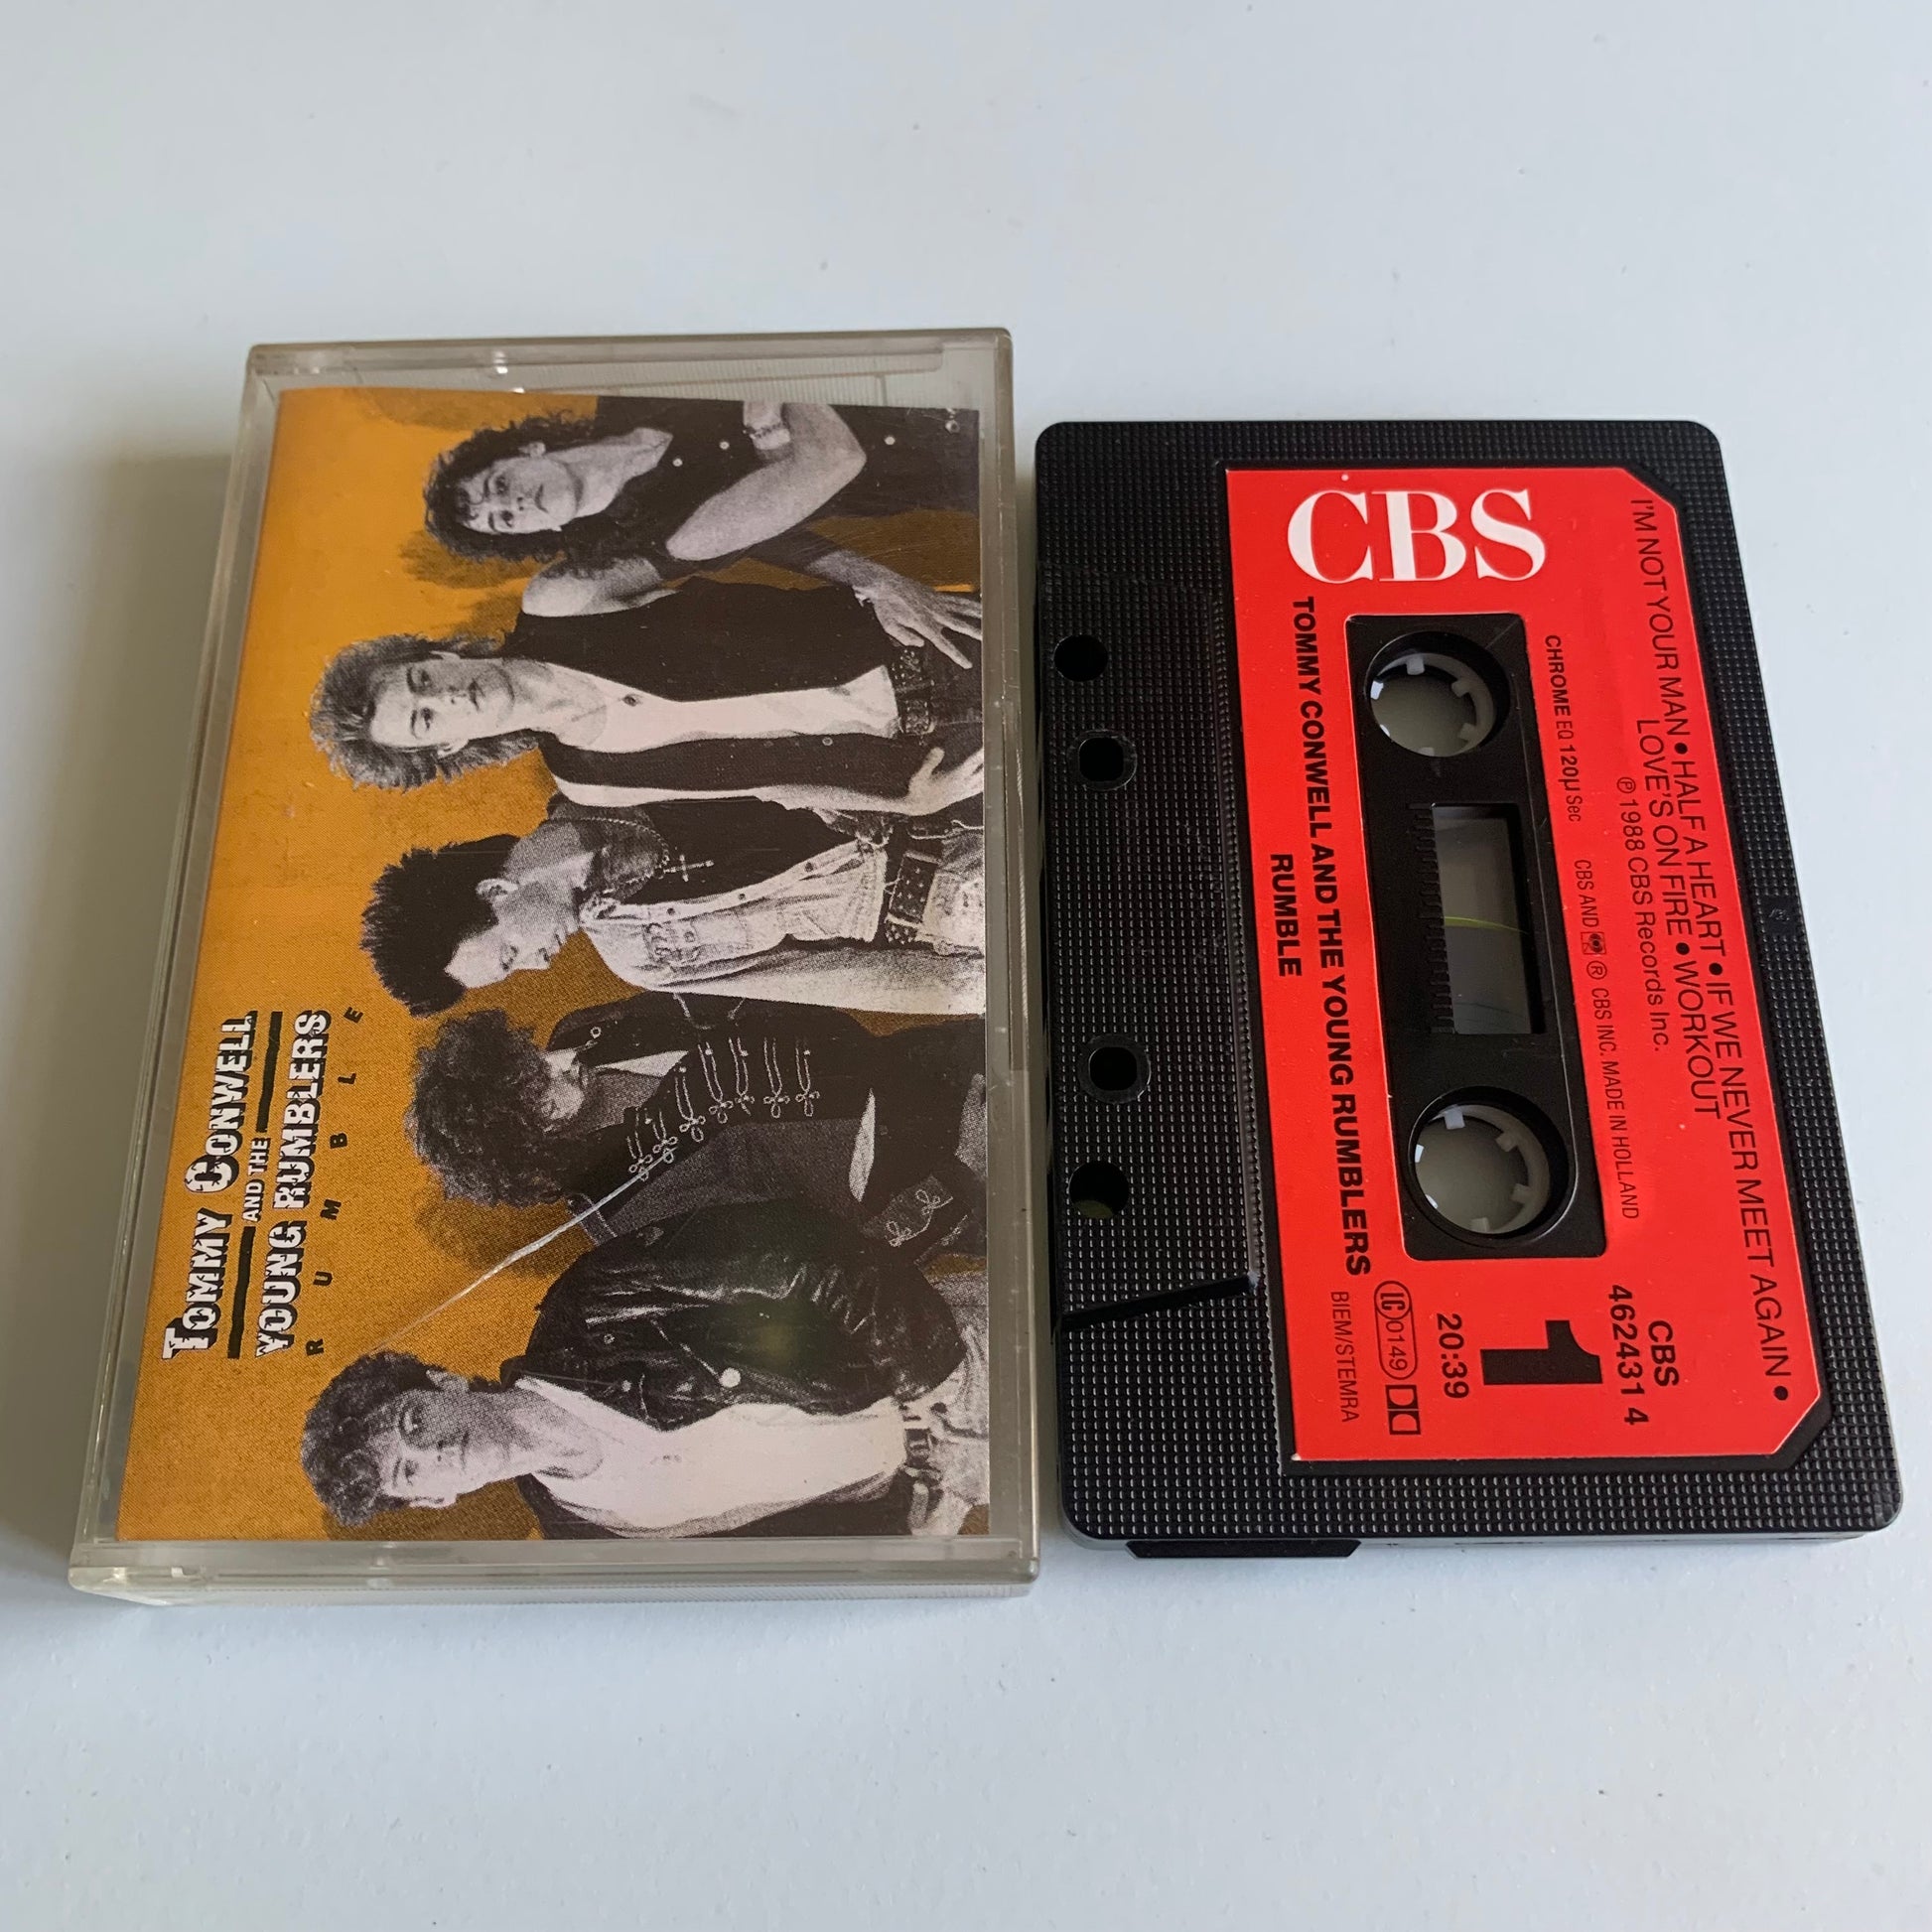 TOMMY CONWELL
AND THE
YOUNG RUMBLERS
RUMBLE
CBS
I'M NOT YOUR MAN • HALF A HEART • IF WE NEVER MEET AGAIN •
LOVE'S ON FIRE • WORKOUT
℗ 1988 CBS Records Inc.
CHROME EQ 120µ Sec
CBS AND ® CBS INC. MADE IN HOLLAND
CBS
462431 4
1
20:39
IC 0149
BIEM/STEMRA
TOMMY CONWELL AND THE YOUNG RUMBLERS
RUMBLE